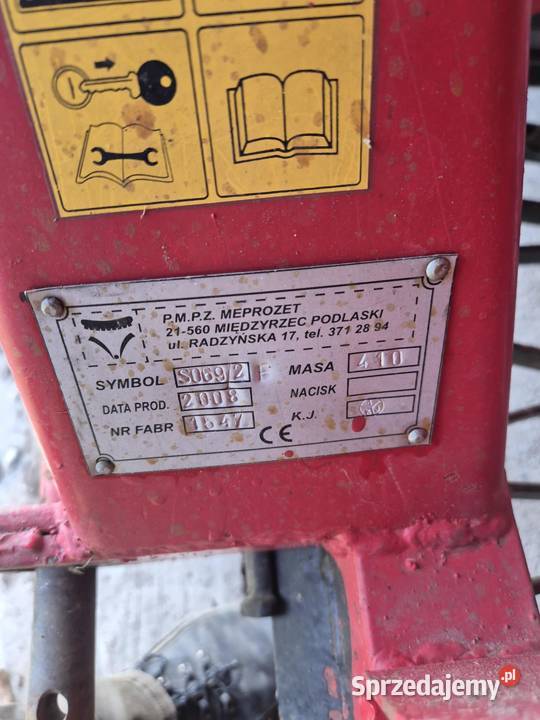 P.M.P.Z. MEPROZET
21-560 MIĘDZYRZEC PODLASKI
ul. RADZYŃSKA 17, tel. 371 28 94
SYMBOL S069/2 F MASA 410
DATA PROD. 2008 NACISK
NR FABR 1547 CE K.J.
Sprzedajemy.pl